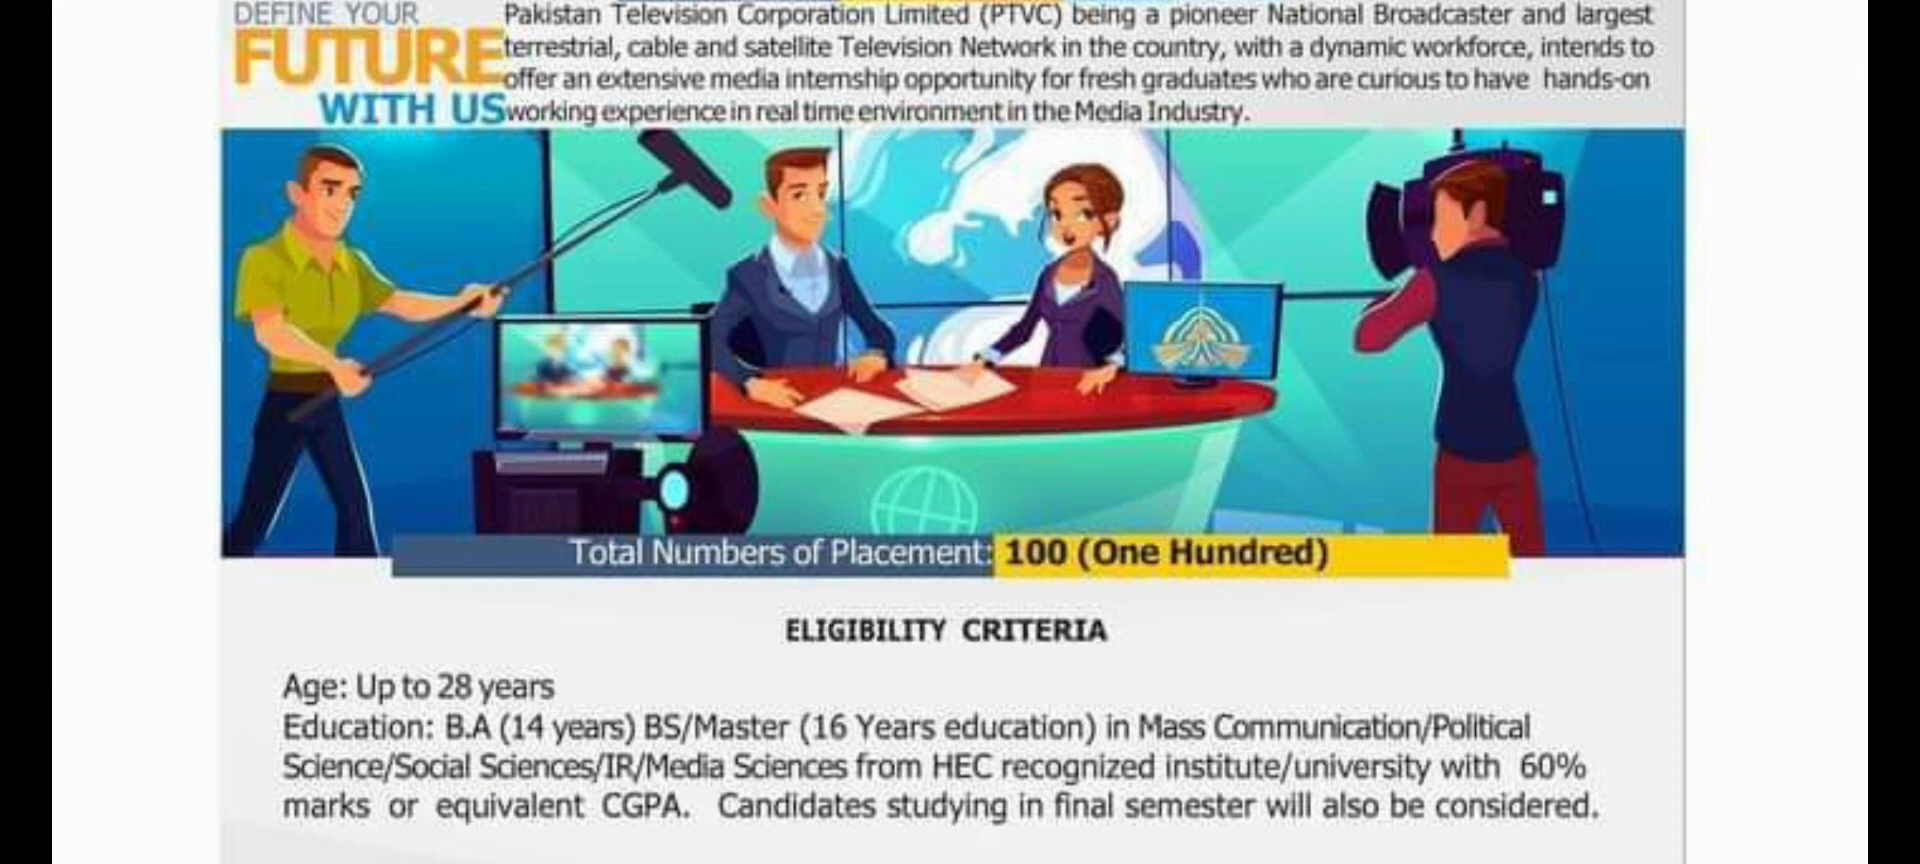 DEFINE YOUR
FUTURE
WITH US
Pakistan Television Corporation Limited (PTVC) being a pioneer National Broadcaster and largest
terrestrial, cable and satellite Television Network in the country, with a dynamic workforce, intends to
offer an extensive media internship opportunity for fresh graduates who are curious to have hands-on
working experience in real time environment in the Media Industry.
Total Numbers of Placement: 100 (One Hundred)
ELIGIBILITY CRITERIA
Age: Up to 28 years
Education: B.A (14 years) BS/Master (16 Years education) in Mass Communication/Political
Science/Social Sciences/IR/Media Sciences from HEC recognized institute/university with 60%
marks or equivalent CGPA. Candidates studying in final semester will also be considered.